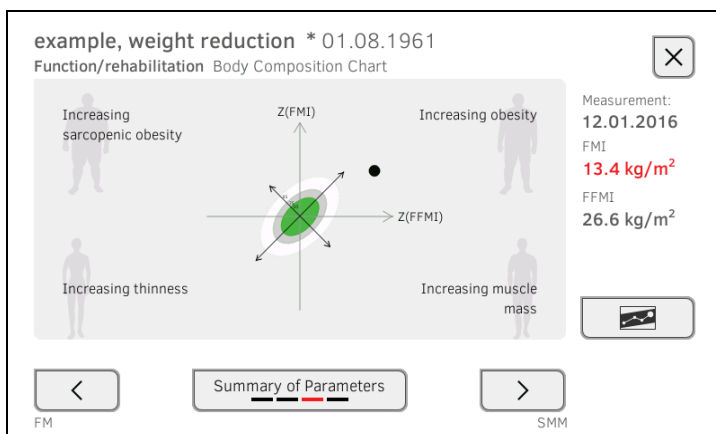 example, weight reduction * 01.08.1961
Function/rehabilitation Body Composition Chart
Increasing
sarcopenic obesity
Z(FMI)
Increasing obesity
Z(FFMI)
Increasing thinness
Increasing muscle
mass
Measurement:
12.01.2016
FMI
13.4 kg/m²
FFMI
26.6 kg/m²
Summary of Parameters
FM
SMM